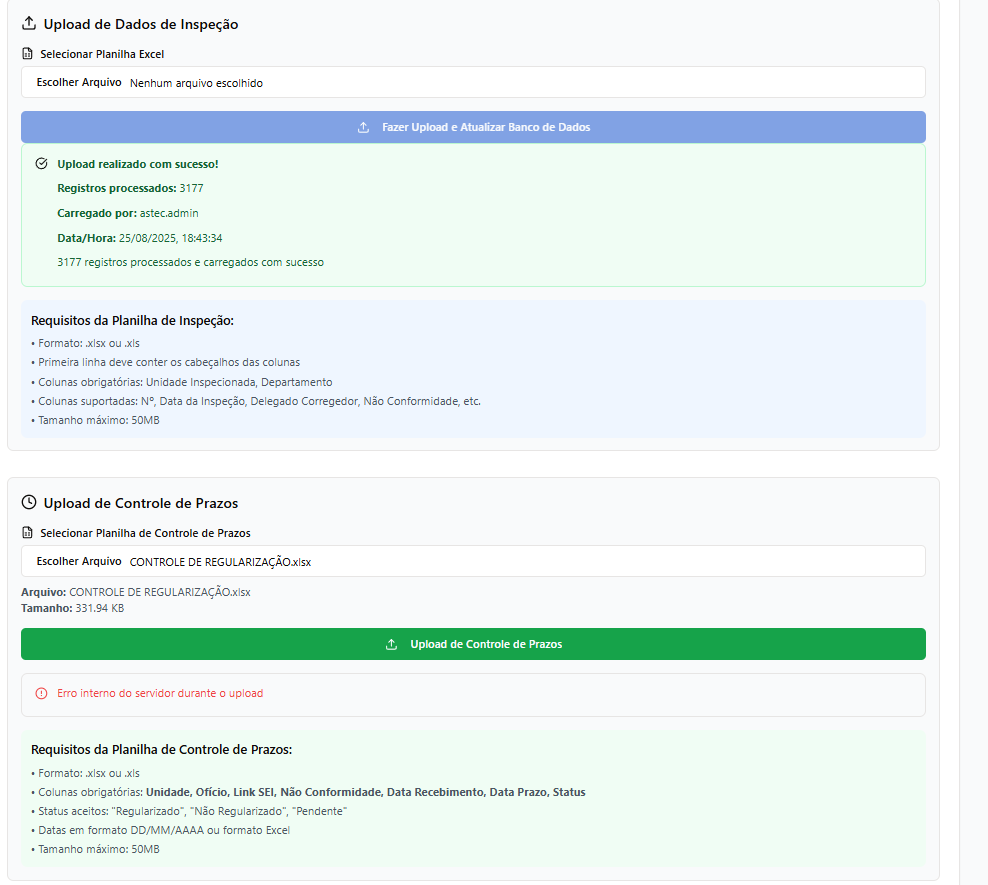 Upload de Dados de Inspeção
Selecionar Planilha Excel
Escolher Arquivo Nenhum arquivo escolhido
Fazer Upload e Atualizar Banco de Dados
Upload realizado com sucesso!
Registros processados: 3177
Carregado por: astec.admin
Data/Hora: 25/08/2025, 18:43:34
3177 registros processados e carregados com sucesso
Requisitos da Planilha de Inspeção:
• Formato: .xlsx ou .xls
• Primeira linha deve conter os cabeçalhos das colunas
• Colunas obrigatórias: Unidade Inspecionada, Departamento
• Colunas suportadas: Nº, Data da Inspeção, Delegado Corregedor, Não Conformidade, etc.
• Tamanho máximo: 50MB
Upload de Controle de Prazos
Selecionar Planilha de Controle de Prazos
Escolher Arquivo CONTROLE DE REGULARIZAÇÃO.xlsx
Arquivo: CONTROLE DE REGULARIZAÇÃO.xlsx
Tamanho: 331.94 KB
Upload de Controle de Prazos
Erro interno do servidor durante o upload
Requisitos da Planilha de Controle de Prazos:
• Formato: .xlsx ou .xls
• Colunas obrigatórias: Unidade, Ofício, Link SEI, Não Conformidade, Data Recebimento, Data Prazo, Status
• Status aceitos: "Regularizado", "Não Regularizado", "Pendente"
• Datas em formato DD/MM/AAAA ou formato Excel
• Tamanho máximo: 50MB